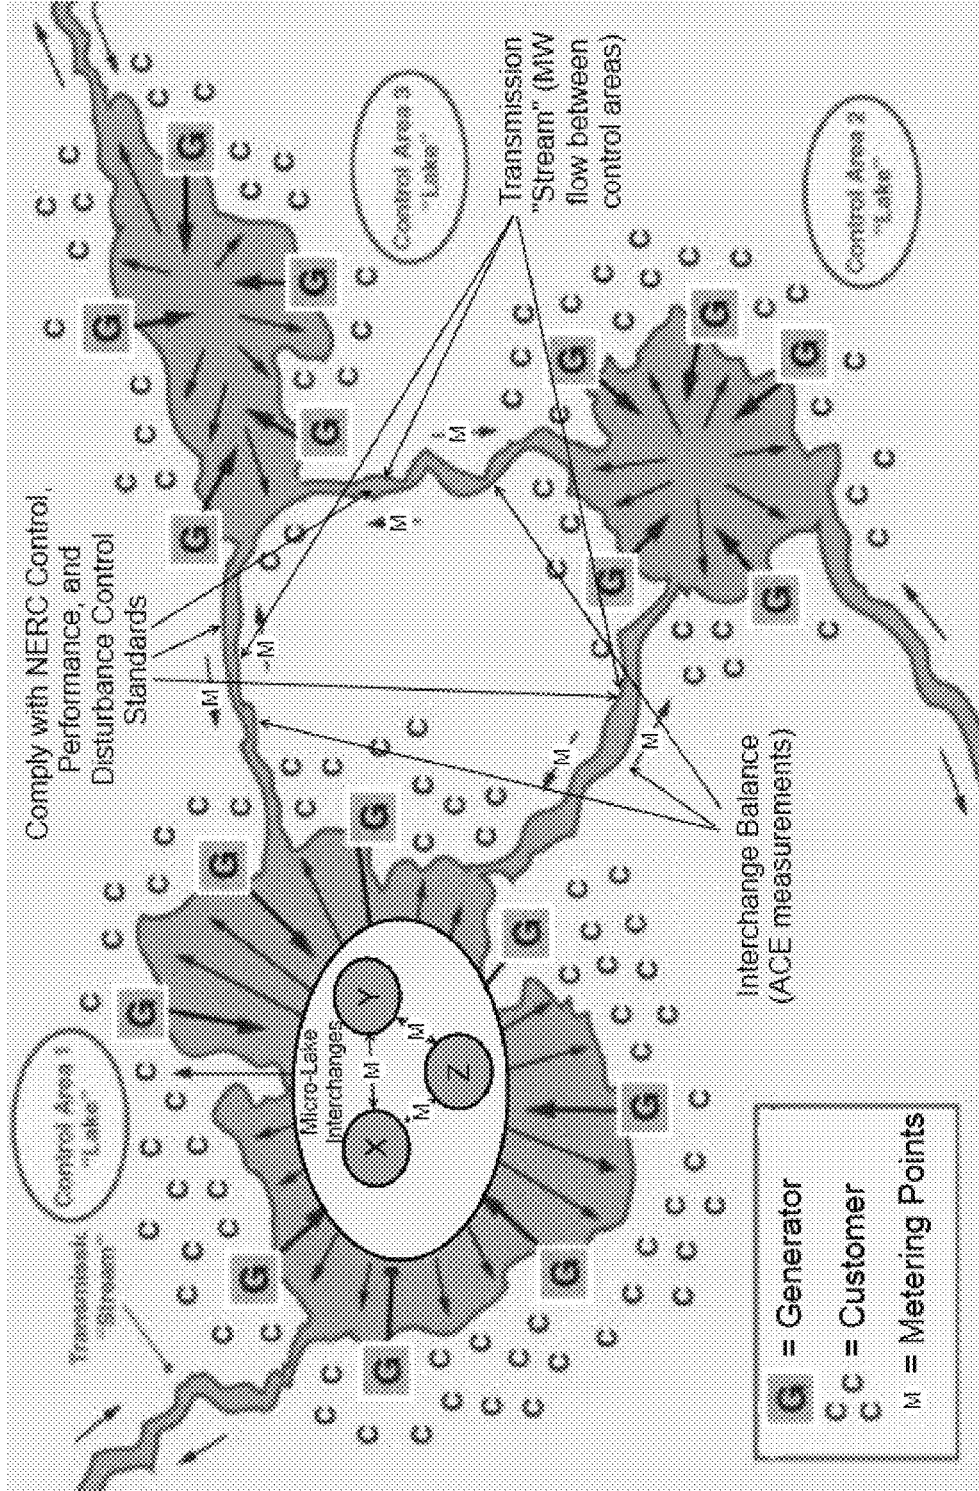 Transmission
"Stream"
Control Area 1
"Lake"
Comply with NERC Control,
Performance, and
Disturbance Control
Standards
Micro-Lake
Interchanges
X
M
Y
M
M
Z
M
M
M
M
M
M
Control Area 3
"Lake"
Transmission
"Stream" (MW
flow between
control areas)
Interchange Balance
(ACE measurements)
Control Area 2
"Lake"
G = Generator
C C C = Customer
M = Metering Points